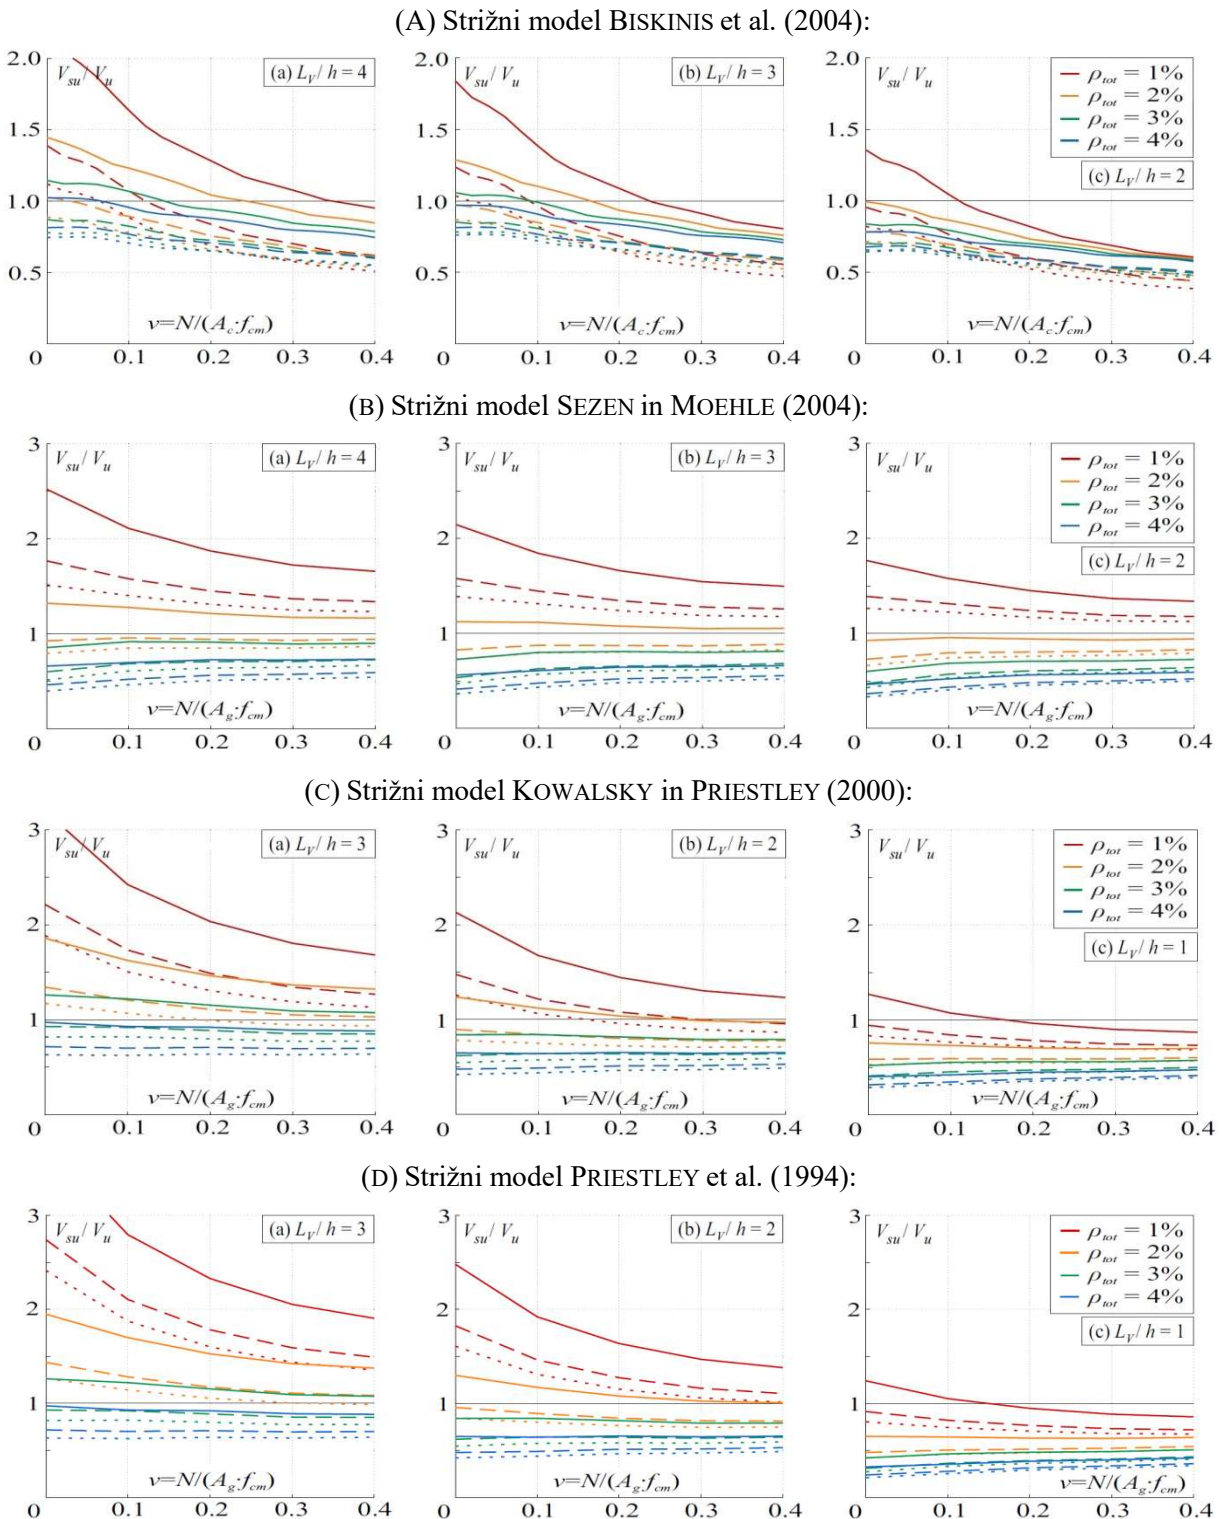 (A) Strižni model BISKINIS et al. (2004):
2.0
1.5
1.0
0.5
0
V_su / V_u
(a) L_V / h = 4
ν=N/(A_c·f_cm)
0.1 0.2 0.3 0.4
2.0
1.5
1.0
0.5
0
V_su / V_u
(b) L_V / h = 3
ν=N/(A_c·f_cm)
0.1 0.2 0.3 0.4
2.0
1.5
1.0
0.5
0
V_su / V_u
ρ_tot = 1%
ρ_tot = 2%
ρ_tot = 3%
ρ_tot = 4%
(c) L_V / h = 2
ν=N/(A_c·f_cm)
0.1 0.2 0.3 0.4
(B) Strižni model SEZEN in MOEHLE (2004):
3
2
1
0
V_su / V_u
(a) L_V / h = 4
ν=N/(A_g·f_cm)
0.1 0.2 0.3 0.4
3
2
1
0
V_su / V_u
(b) L_V / h = 3
ν=N/(A_g·f_cm)
0.1 0.2 0.3 0.4
3
2
1
0
V_su / V_u
ρ_tot = 1%
ρ_tot = 2%
ρ_tot = 3%
ρ_tot = 4%
(c) L_V / h = 2
ν=N/(A_g·f_cm)
0.1 0.2 0.3 0.4
(C) Strižni model KOWALSKY in PRIESTLEY (2000):
3
2
1
0
V_su / V_u
(a) L_V / h = 3
ν=N/(A_g·f_cm)
0.1 0.2 0.3 0.4
3
2
1
0
V_su / V_u
(b) L_V / h = 2
ν=N/(A_g·f_cm)
0.1 0.2 0.3 0.4
3
2
1
0
V_su / V_u
ρ_tot = 1%
ρ_tot = 2%
ρ_tot = 3%
ρ_tot = 4%
(c) L_V / h = 1
ν=N/(A_g·f_cm)
0.1 0.2 0.3 0.4
(D) Strižni model PRIESTLEY et al. (1994):
3
2
1
0
V_su / V_u
(a) L_V / h = 3
ν=N/(A_g·f_cm)
0.1 0.2 0.3 0.4
3
2
1
0
V_su / V_u
(b) L_V / h = 2
ν=N/(A_g·f_cm)
0.1 0.2 0.3 0.4
3
2
1
0
V_su / V_u
ρ_tot = 1%
ρ_tot = 2%
ρ_tot = 3%
ρ_tot = 4%
(c) L_V / h = 1
ν=N/(A_g·f_cm)
0.1 0.2 0.3 0.4